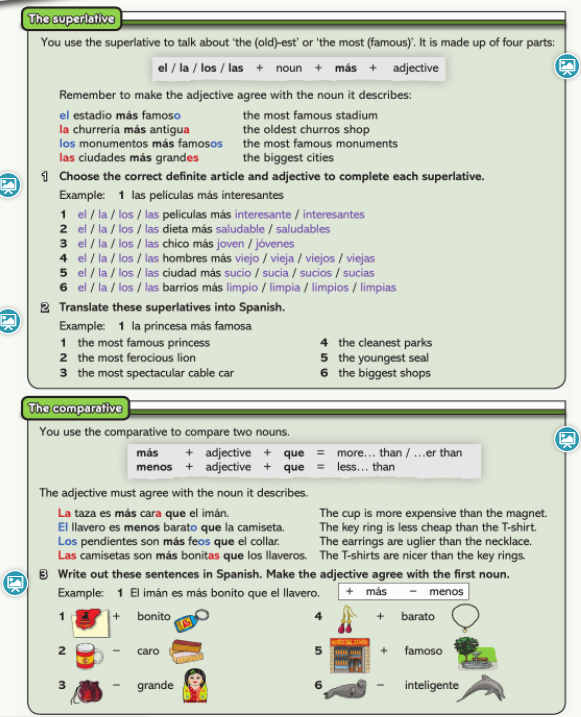 The superlative
You use the superlative to talk about ‘the (old)-est’ or ‘the most (famous)’. It is made up of four parts:
el / la / los / las + noun + más + adjective
Remember to make the adjective agree with the noun it describes:
el estadio más famoso the most famous stadium
la churrería más antigua the oldest churros shop
los monumentos más famosos the most famous monuments
las ciudades más grandes the biggest cities
1 Choose the correct definite article and adjective to complete each superlative.
Example: 1 las películas más interesantes
1 el / la / los / las películas más interesante / interesantes
2 el / la / los / las dieta más saludable / saludables
3 el / la / los / las chico más joven / jóvenes
4 el / la / los / las hombres más viejo / vieja / viejos / viejas
5 el / la / los / las ciudad más sucio / sucia / sucios / sucias
6 el / la / los / las barrios más limpio / limpia / limpios / limpias
2 Translate these superlatives into Spanish.
Example: 1 la princesa más famosa
1 the most famous princess
2 the most ferocious lion
3 the most spectacular cable car
4 the cleanest parks
5 the youngest seal
6 the biggest shops
The comparative
You use the comparative to compare two nouns.
más + adjective + que = more… than / …er than
menos + adjective + que = less… than
The adjective must agree with the noun it describes.
La taza es más cara que el imán. The cup is more expensive than the magnet.
El llavero es menos barato que la camiseta. The key ring is less cheap than the T-shirt.
Los pendientes son más feos que el collar. The earrings are uglier than the necklace.
Las camisetas son más bonitas que los llaveros. The T-shirts are nicer than the key rings.
3 Write out these sentences in Spanish. Make the adjective agree with the first noun.
Example: 1 El imán es más bonito que el llavero.
+ más − menos
1 + bonito
2 − caro
3 − grande
4 + barato
5 + famoso
6 − inteligente